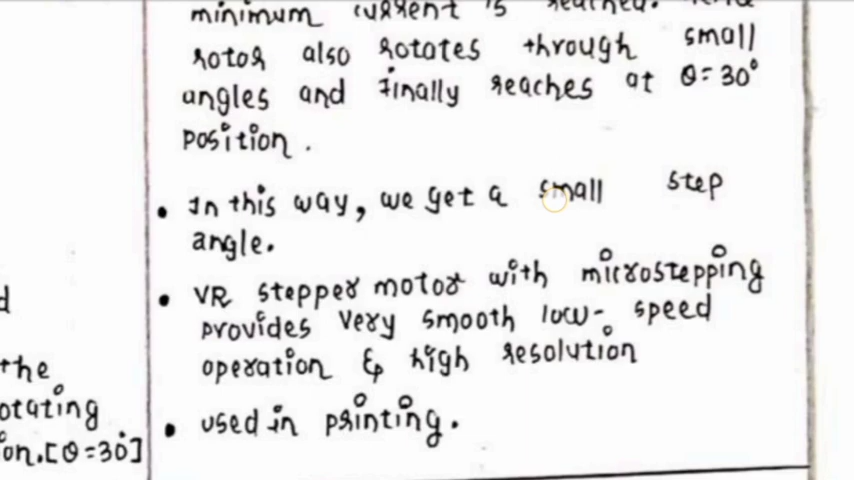 minimum current is reached.
rotor also rotates through small
angles and finally reaches at θ=30°
position.
• In this way, we get a small step
angle.
• VR stepper motor with microstepping
provides very smooth low-speed
operation & high resolution
• used in printing.
d
the
otating
ion.[θ=30°]